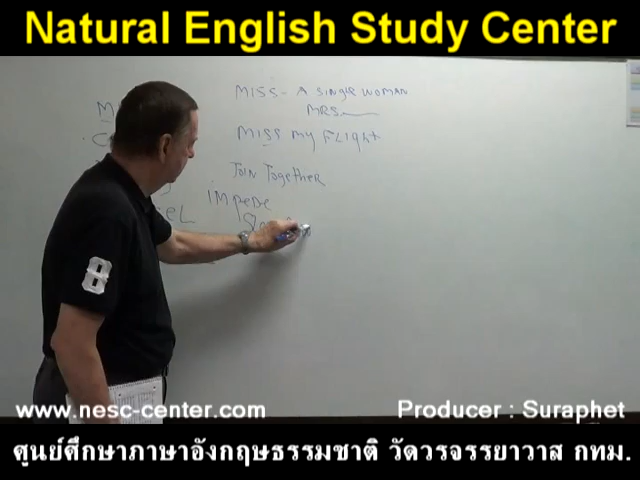 Natural English Study Center
MISS - A SINGLE WOMAN
MRS.
MISS My FLIGHT
JOIN TOGETHER
IMPEDE
8
www.nesc-center.com
Producer : Suraphet
ศูนย์ศึกษาภาษาอังกฤษธรรมชาติ วัดวรจรรยาวาส กทม.